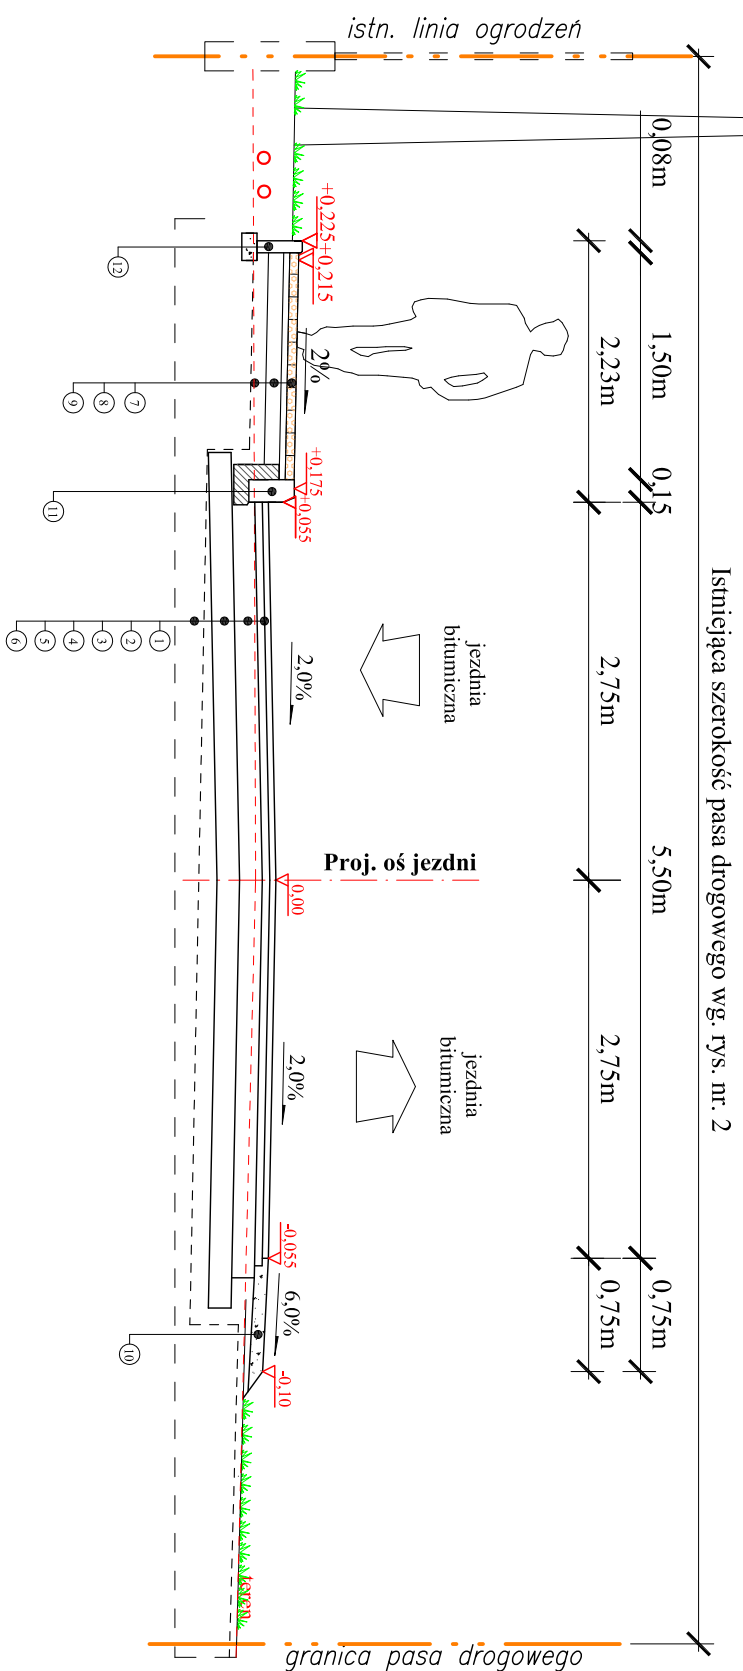 istn. linia ogrodzeń
Istniejąca szerokość pasa drogowego wg. rys. nr. 2
0,08m
1,50m
0,15
5,50m
0,75m
2,23m
2,75m
2,75m
0,75m
jezdnia
bitumiczna
jezdnia
bitumiczna
Proj. oś jezdni
+0,225
+0,215
2%
+0,175
+0,055
2,0%
0,00
2,0%
-0,055
6,0%
-0,10
teren
12
7
8
9
11
1
2
3
4
5
6
10
granica pasa drogowego